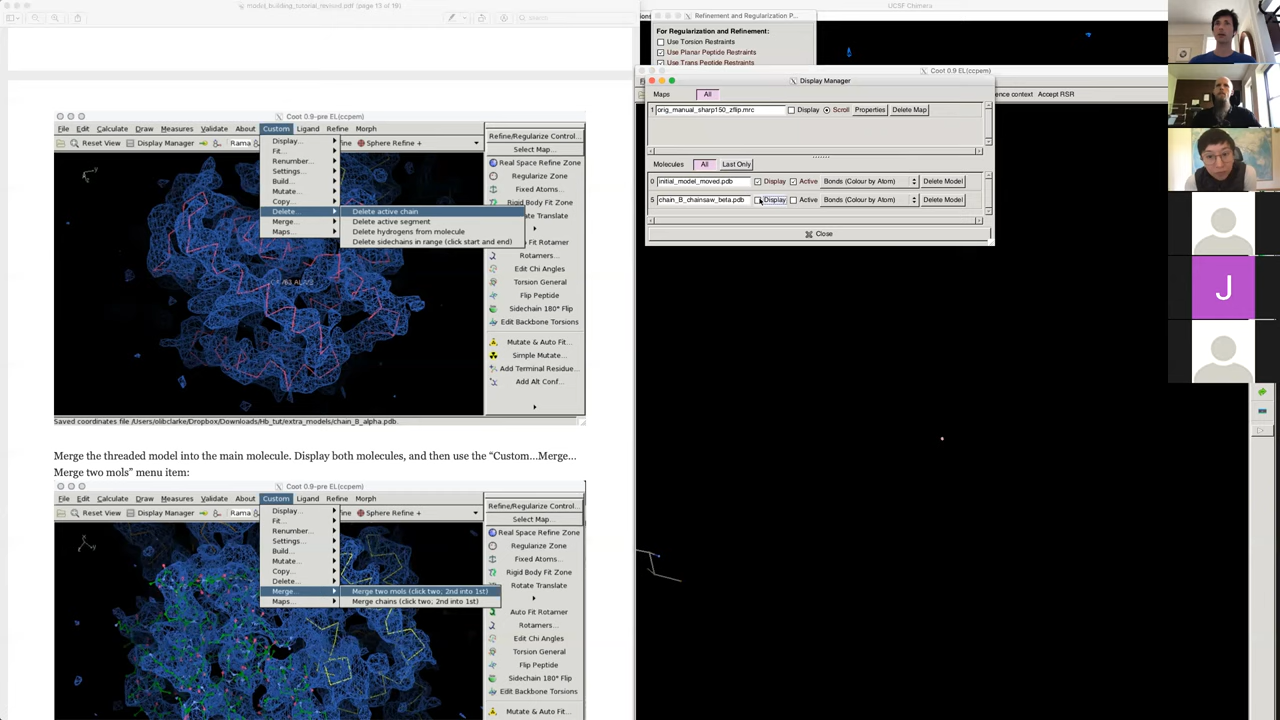 model_building_tutorial_revised.pdf (page 13 of 19)
Search
Coot 0.9-pre EL(ccpem)
File Edit Calculate Draw Measures Validate About Custom Ligand Refine Morph
Reset View Display Manager Rama Sphere Refine +
Display...
Fit...
Renumber...
Settings...
Build...
Mutate...
Copy...
Delete...
Merge...
Maps...
Delete active chain
Delete active segment
Delete hydrogens from molecule
Delete sidechains in range (click start and end)
Refine/Regularize Control...
Select Map...
Real Space Refine Zone
Regularize Zone
Fixed Atoms...
Rigid Body Fit Zone
Rotate Translate
Auto Fit Rotamer
Rotamers...
Edit Chi Angles
Torsion General
Flip Peptide
Sidechain 180° Flip
Edit Backbone Torsions
Mutate & Auto Fit...
Simple Mutate...
Add Terminal Residue...
Add Alt Conf...
Saved coordinates file /Users/olibclarke/Dropbox/Downloads/Hb_tut/extra_models/chain_B_alpha.pdb.
Merge the threaded model into the main molecule. Display both molecules, and then use the “Custom...Merge...
Merge two mols” menu item:
Coot 0.9-pre EL(ccpem)
File Edit Calculate Draw Measures Validate About Custom Ligand Refine Morph
Reset View Display Manager Rama Sphere Refine +
Display...
Fit...
Renumber...
Settings...
Build...
Mutate...
Copy...
Delete...
Merge...
Maps...
Merge two mols (click two; 2nd into 1st)
Merge chains (click two; 2nd into 1st)
Refine/Regularize Control...
Select Map...
Real Space Refine Zone
Regularize Zone
Fixed Atoms...
Rigid Body Fit Zone
Rotate Translate
Auto Fit Rotamer
Rotamers...
Edit Chi Angles
Torsion General
Flip Peptide
Sidechain 180° Flip
Edit Backbone Torsions
Mutate & Auto Fit...
UCSF Chimera
Refinement and Regularization P...
For Regularization and Refinement:
Use Torsion Restraints
Use Planar Peptide Restraints
Use Trans Peptide Restraints
Coot 0.9 EL(ccpem)
Accept RSR
Display Manager
Maps All
1 orig_manual_sharp150_zflip.mrc Display Scroll Properties Delete Map
Molecules All Last Only
0 initial_model_moved.pdb Display Active Bonds (Colour by Atom) Delete Model
5 chain_B_chainsaw_beta.pdb Display Active Bonds (Colour by Atom) Delete Model
Close
J